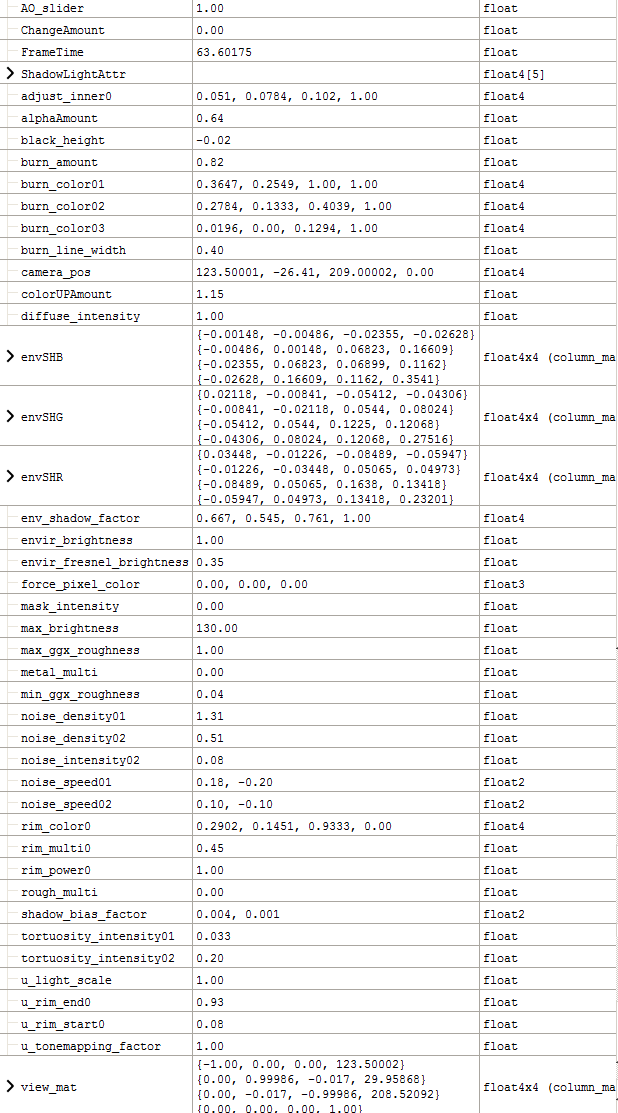 AO_slider 1.00 float
ChangeAmount 0.00 float
FrameTime 63.60175 float
ShadowLightAttr float4[5]
adjust_inner0 0.051, 0.0784, 0.102, 1.00 float4
alphaAmount 0.64 float
black_height -0.02 float
burn_amount 0.82 float
burn_color01 0.3647, 0.2549, 1.00, 1.00 float4
burn_color02 0.2784, 0.1333, 0.4039, 1.00 float4
burn_color03 0.0196, 0.00, 0.1294, 1.00 float4
burn_line_width 0.40 float
camera_pos 123.50001, -26.41, 209.00002, 0.00 float4
colorUPAmount 1.15 float
diffuse_intensity 1.00 float
{-0.00148, -0.00486, -0.02355, -0.02628}
{-0.00486, 0.00148, 0.06823, 0.16609}
envSHB float4x4 (column_ma
{-0.02355, 0.06823, 0.06899, 0.1162}
{-0.02628, 0.16609, 0.1162, 0.3541}
{0.02118, -0.00841, -0.05412, -0.04306}
{-0.00841, -0.02118, 0.0544, 0.08024}
envSHG float4x4 (column_ma
{-0.05412, 0.0544, 0.1225, 0.12068}
{-0.04306, 0.08024, 0.12068, 0.27516}
{0.03448, -0.01226, -0.08489, -0.05947}
{-0.01226, -0.03448, 0.05065, 0.04973}
envSHR float4x4 (column_ma
{-0.08489, 0.05065, 0.1638, 0.13418}
{-0.05947, 0.04973, 0.13418, 0.23201}
env_shadow_factor 0.667, 0.545, 0.761, 1.00 float4
envir_brightness 1.00 float
envir_fresnel_brightness 0.35 float
force_pixel_color 0.00, 0.00, 0.00 float3
mask_intensity 0.00 float
max_brightness 130.00 float
max_ggx_roughness 1.00 float
metal_multi 0.00 float
min_ggx_roughness 0.04 float
noise_density01 1.31 float
noise_density02 0.51 float
noise_intensity02 0.08 float
noise_speed01 0.18, -0.20 float2
noise_speed02 0.10, -0.10 float2
rim_color0 0.2902, 0.1451, 0.9333, 0.00 float4
rim_multi0 0.45 float
rim_power0 1.00 float
rough_multi 0.00 float
shadow_bias_factor 0.004, 0.001 float2
tortuosity_intensity01 0.033 float
tortuosity_intensity02 0.20 float
u_light_scale 1.00 float
u_rim_end0 0.93 float
u_rim_start0 0.08 float
u_tonemapping_factor 1.00 float
{-1.00, 0.00, 0.00, 123.50002}
{0.00, 0.99986, -0.017, 29.95868}
view_mat float4x4 (column_ma
{0.00, -0.017, -0.99986, 208.52092}
{0.00, 0.00, 0.00, 1.00}